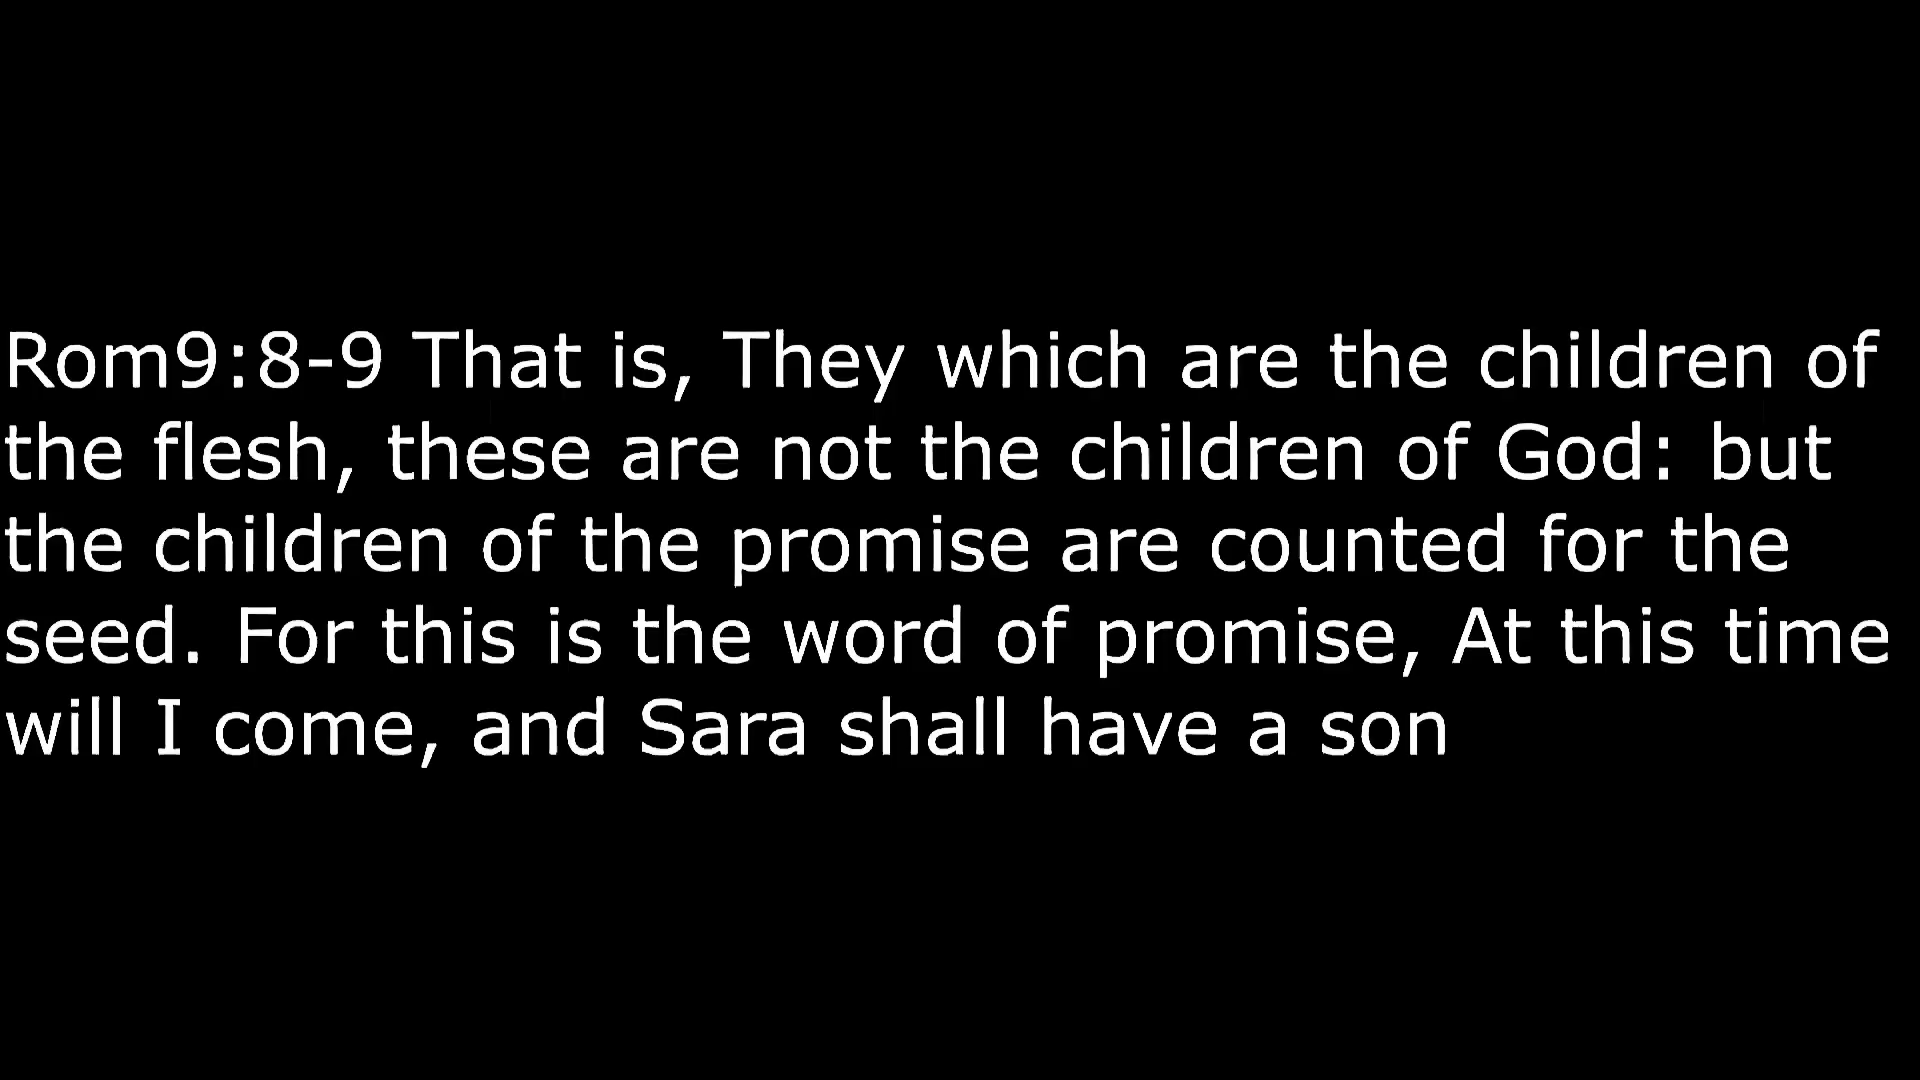 Rom9:8-9 That is, They which are the children of
the flesh, these are not the children of God: but
the children of the promise are counted for the
seed. For this is the word of promise, At this time
will I come, and Sara shall have a son